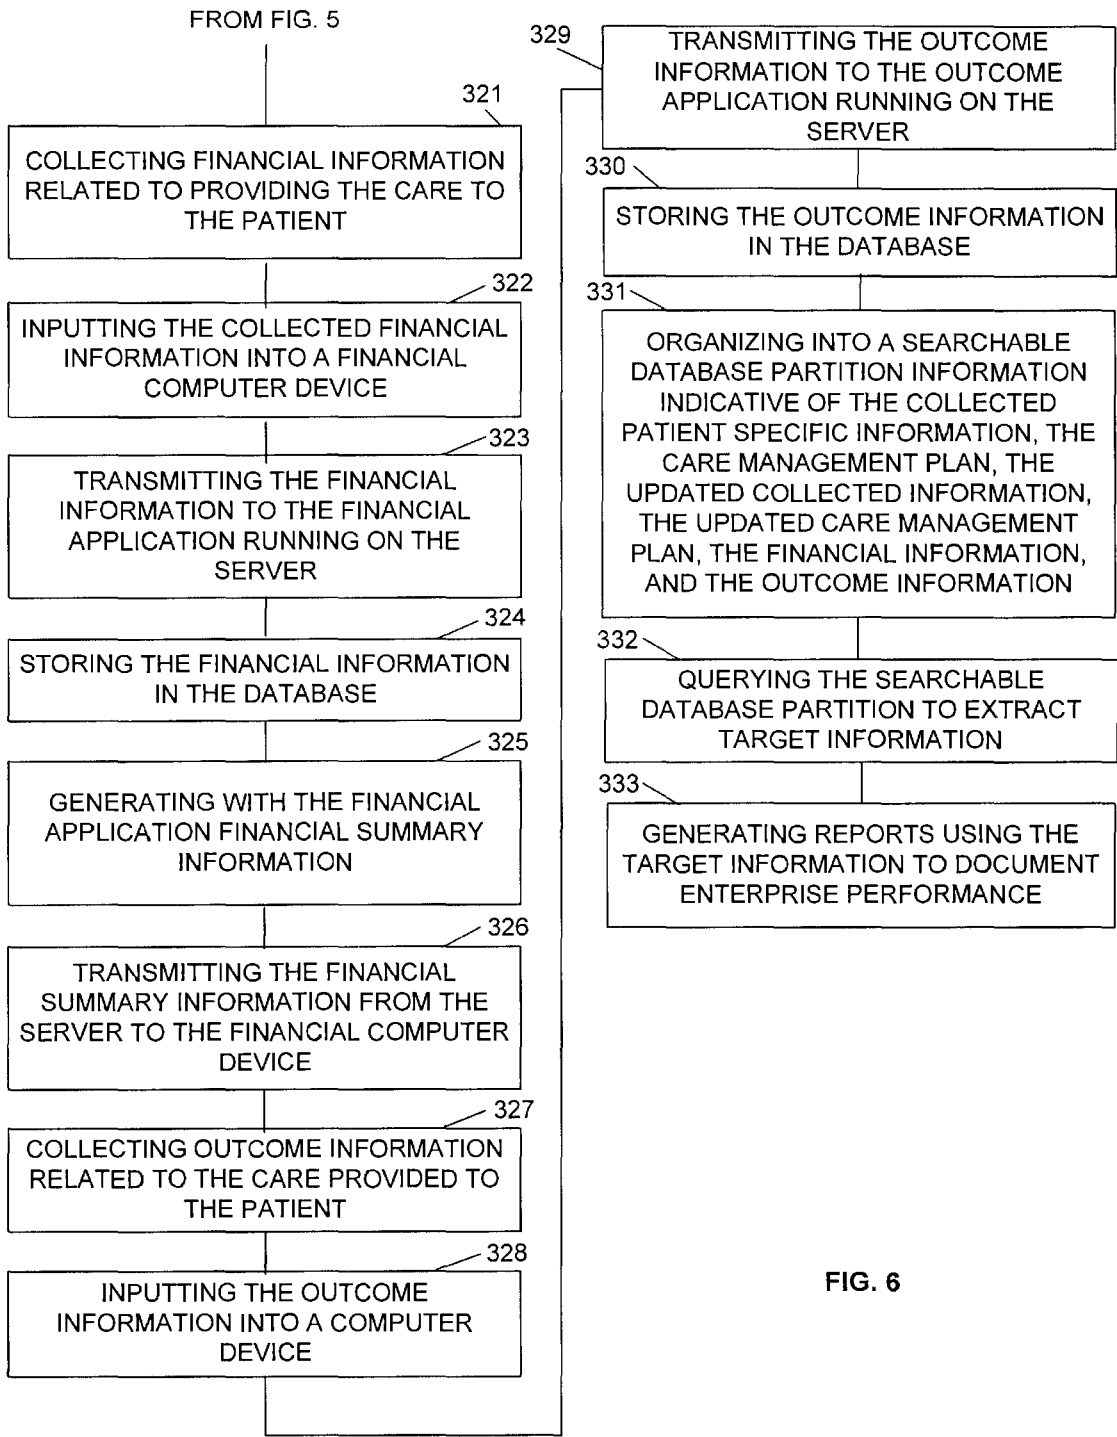 FROM FIG. 5
321
COLLECTING FINANCIAL INFORMATION
RELATED TO PROVIDING THE CARE TO
THE PATIENT
322
INPUTTING THE COLLECTED FINANCIAL
INFORMATION INTO A FINANCIAL
COMPUTER DEVICE
323
TRANSMITTING THE FINANCIAL
INFORMATION TO THE FINANCIAL
APPLICATION RUNNING ON THE
SERVER
324
STORING THE FINANCIAL INFORMATION
IN THE DATABASE
325
GENERATING WITH THE FINANCIAL
APPLICATION FINANCIAL SUMMARY
INFORMATION
326
TRANSMITTING THE FINANCIAL
SUMMARY INFORMATION FROM THE
SERVER TO THE FINANCIAL COMPUTER
DEVICE
327
COLLECTING OUTCOME INFORMATION
RELATED TO THE CARE PROVIDED TO
THE PATIENT
328
INPUTTING THE OUTCOME
INFORMATION INTO A COMPUTER
DEVICE
329
TRANSMITTING THE OUTCOME
INFORMATION TO THE OUTCOME
APPLICATION RUNNING ON THE
SERVER
330
STORING THE OUTCOME INFORMATION
IN THE DATABASE
331
ORGANIZING INTO A SEARCHABLE
DATABASE PARTITION INFORMATION
INDICATIVE OF THE COLLECTED
PATIENT SPECIFIC INFORMATION, THE
CARE MANAGEMENT PLAN, THE
UPDATED COLLECTED INFORMATION,
THE UPDATED CARE MANAGEMENT
PLAN, THE FINANCIAL INFORMATION,
AND THE OUTCOME INFORMATION
332
QUERYING THE SEARCHABLE
DATABASE PARTITION TO EXTRACT
TARGET INFORMATION
333
GENERATING REPORTS USING THE
TARGET INFORMATION TO DOCUMENT
ENTERPRISE PERFORMANCE
FIG. 6